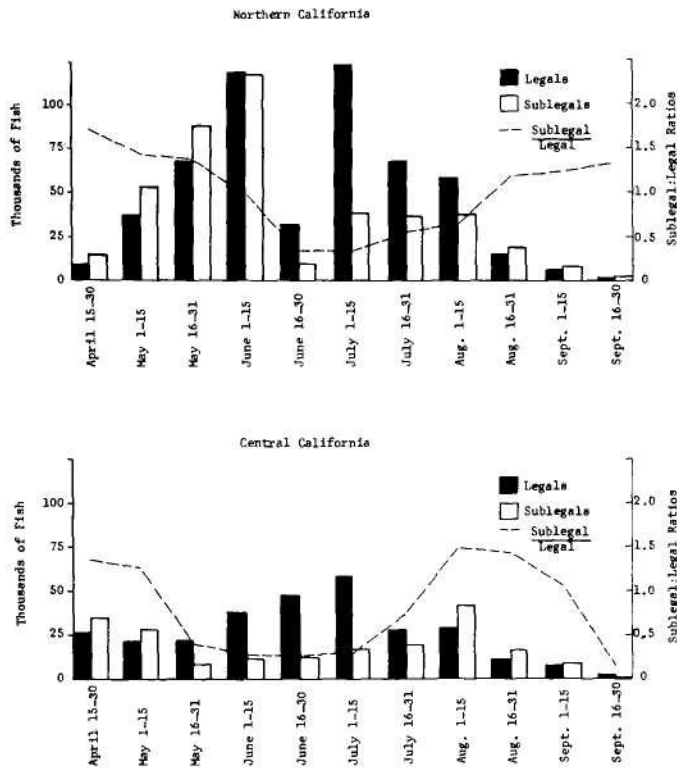 Northern California
Thousands of Fish
100
75
50
25
0
Legals
Sublegals
Sublegal
Legal
2.0
1.5
1.0
0.5
0
Sublegal:Legal Ratios
April 15-30
May 1-15
May 16-31
June 1-15
June 16-30
July 1-15
July 16-31
Aug. 1-15
Aug. 16-31
Sept. 1-15
Sept. 16-30
Central California
Thousands of Fish
100
75
50
25
0
Legals
Sublegals
Sublegal
Legal
2.0
1.5
1.0
0.5
0
Sublegal:Legal Ratios
April 15-30
May 1-15
May 16-31
June 1-15
June 16-30
July 1-15
July 16-31
Aug. 1-15
Aug. 16-31
Sept. 1-15
Sept. 16-30